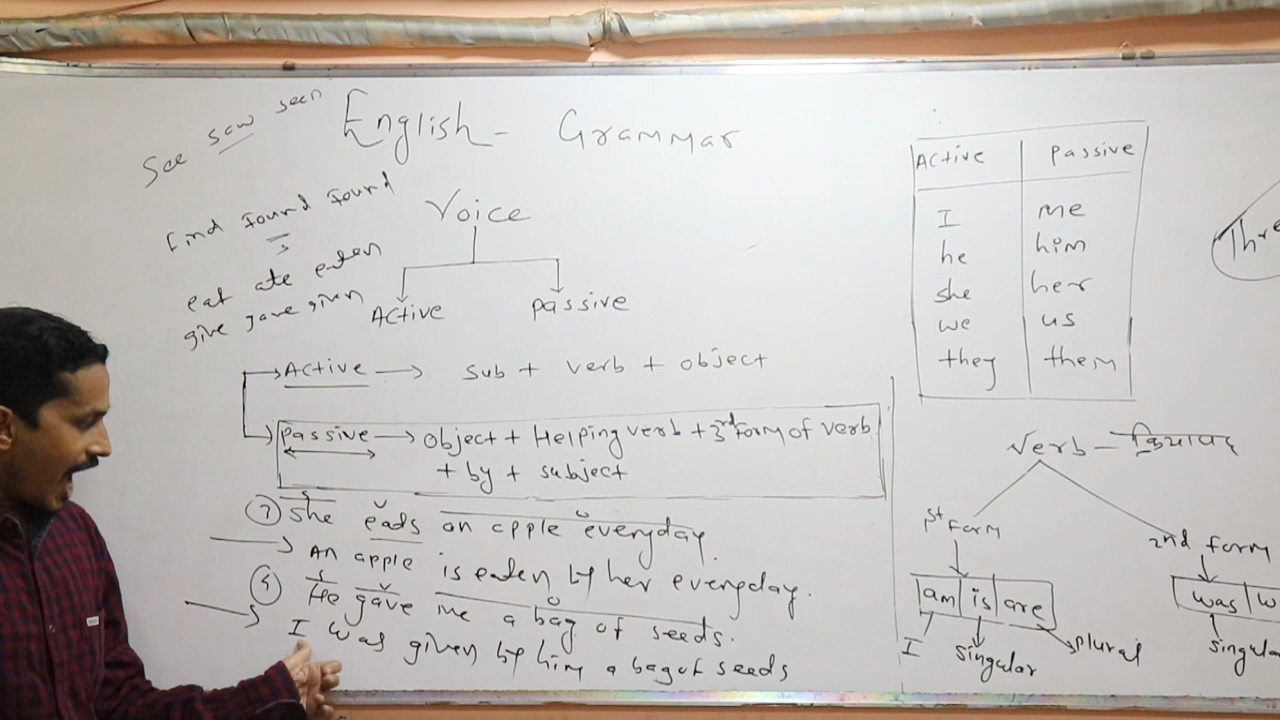 See saw seen
English - Grammar
find found found
eat ate eaten
give gave given
Voice
Active
passive
Active → sub + verb + object
passive → object + Helping verb + 3rd form of verb
+ by + subject
s v o
She eads an apple everyday.
→ An apple is eaten by her everyday.
s v o
He gave me a bag of seeds.
→ I was given by him a bag of seeds
Active passive
I me
he him
she her
we us
they them
Thre
Verb - क्रियापद
1st form
am is are
I singular plural
2nd form
was w
singula